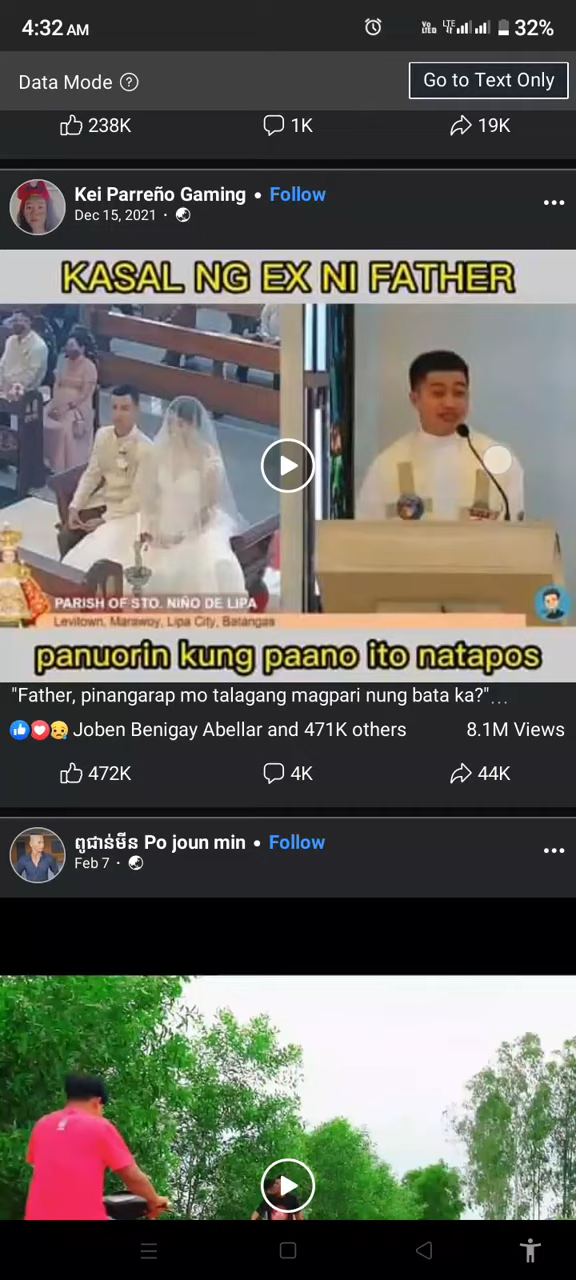 4:32 AM
Vo LTED LTE 32%
Data Mode ?
Go to Text Only
238K 1K 19K
Kei Parreño Gaming • Follow
Dec 15, 2021 ·
KASAL NG EX NI FATHER
PARISH OF STO. NIÑO DE LIPA
Levitown, Marawoy, Lipa City, Batangas
panuorin kung paano ito natapos
"Father, pinangarap mo talagang magpari nung bata ka?"...
Joben Benigay Abellar and 471K others 8.1M Views
472K 4K 44K
ពូជាន់មីន Po joun min • Follow
Feb 7 ·